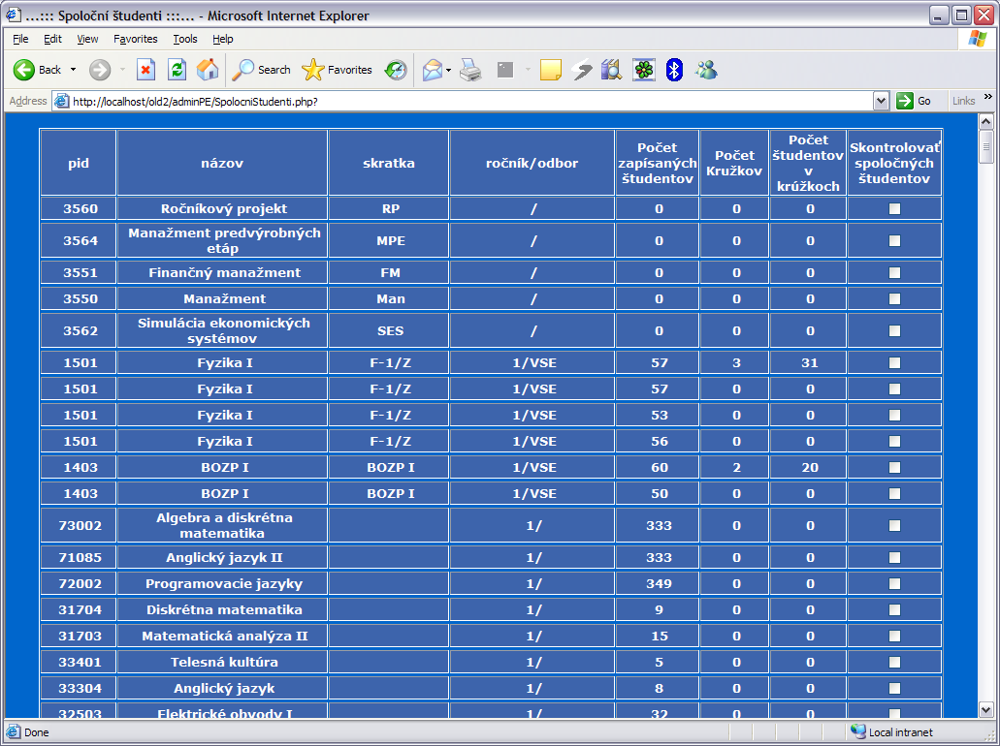 ...::: Spoloční študenti :::... - Microsoft Internet Explorer
File Edit View Favorites Tools Help
Back Search Favorites
Address http://localhost/old2/adminPE/SpolocniStudenti.php? Go Links »
pid názov skratka ročník/odbor Počet zapísaných študentov Počet Kružkov Počet študentov v krúžkoch Skontrolovať spoločných študentov
3560 Ročníkový projekt RP / 0 0 0
3564 Manažment predvýrobných etáp MPE / 0 0 0
3551 Finančný manažment FM / 0 0 0
3550 Manažment Man / 0 0 0
3562 Simulácia ekonomických systémov SES / 0 0 0
1501 Fyzika I F-1/Z 1/VSE 57 3 31
1501 Fyzika I F-1/Z 1/VSE 57 0 0
1501 Fyzika I F-1/Z 1/VSE 53 0 0
1501 Fyzika I F-1/Z 1/VSE 56 0 0
1403 BOZP I BOZP I 1/VSE 60 2 20
1403 BOZP I BOZP I 1/VSE 50 0 0
73002 Algebra a diskrétna matematika 1/ 333 0 0
71085 Anglický jazyk II 1/ 333 0 0
72002 Programovacie jazyky 1/ 349 0 0
31704 Diskrétna matematika 1/ 9 0 0
31703 Matematická analýza II 1/ 15 0 0
33401 Telesná kultúra 1/ 5 0 0
33304 Anglický jazyk 1/ 8 0 0
32503 Elektrické obvody I 1/ 32 0 0
Done Local intranet